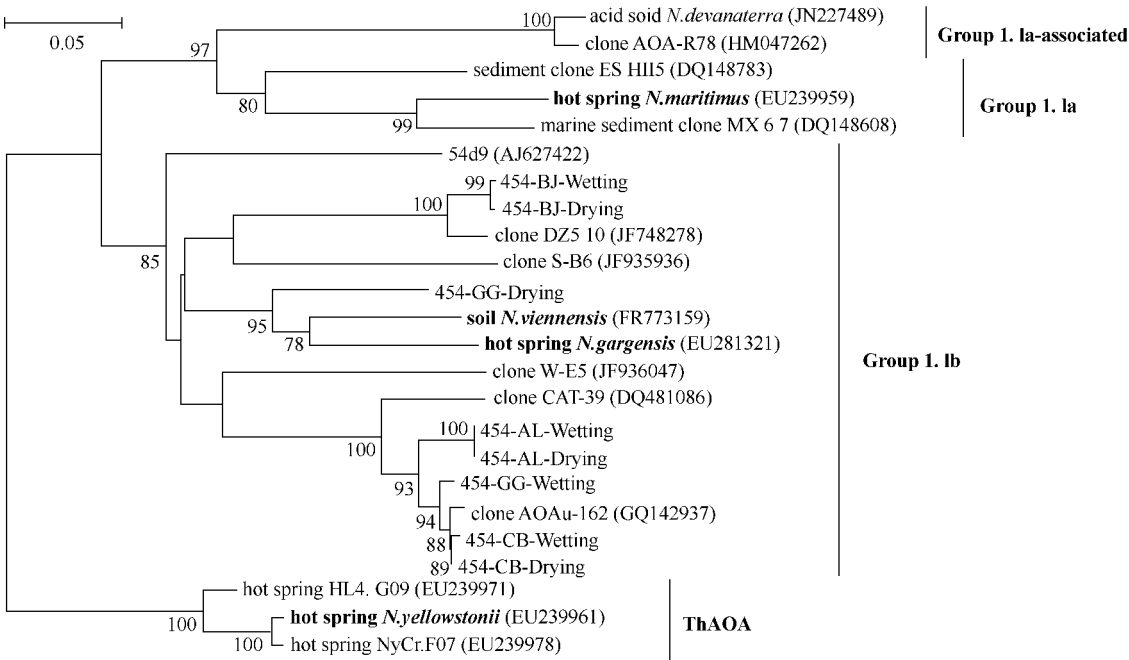 0.05
100
acid soid N.devanaterra (JN227489)
clone AOA-R78 (HM047262)
Group 1. Ia-associated
97
sediment clone ES HII5 (DQ148783)
80
hot spring N.maritimus (EU239959)
Group 1. Ia
99
marine sediment clone MX 6 7 (DQ148608)
54d9 (AJ627422)
99
454-BJ-Wetting
100
454-BJ-Drying
clone DZ5 10 (JF748278)
85
clone S-B6 (JF935936)
454-GG-Drying
95
soil N.viennensis (FR773159)
78
hot spring N.gargensis (EU281321)
Group 1. Ib
clone W-E5 (JF936047)
clone CAT-39 (DQ481086)
100
100
454-AL-Wetting
454-AL-Drying
93
454-GG-Wetting
94
clone AOAu-162 (GQ142937)
88
454-CB-Wetting
89
454-CB-Drying
hot spring HL4. G09 (EU239971)
100
hot spring N.yellowstonii (EU239961)
ThAOA
100
hot spring NyCr.F07 (EU239978)